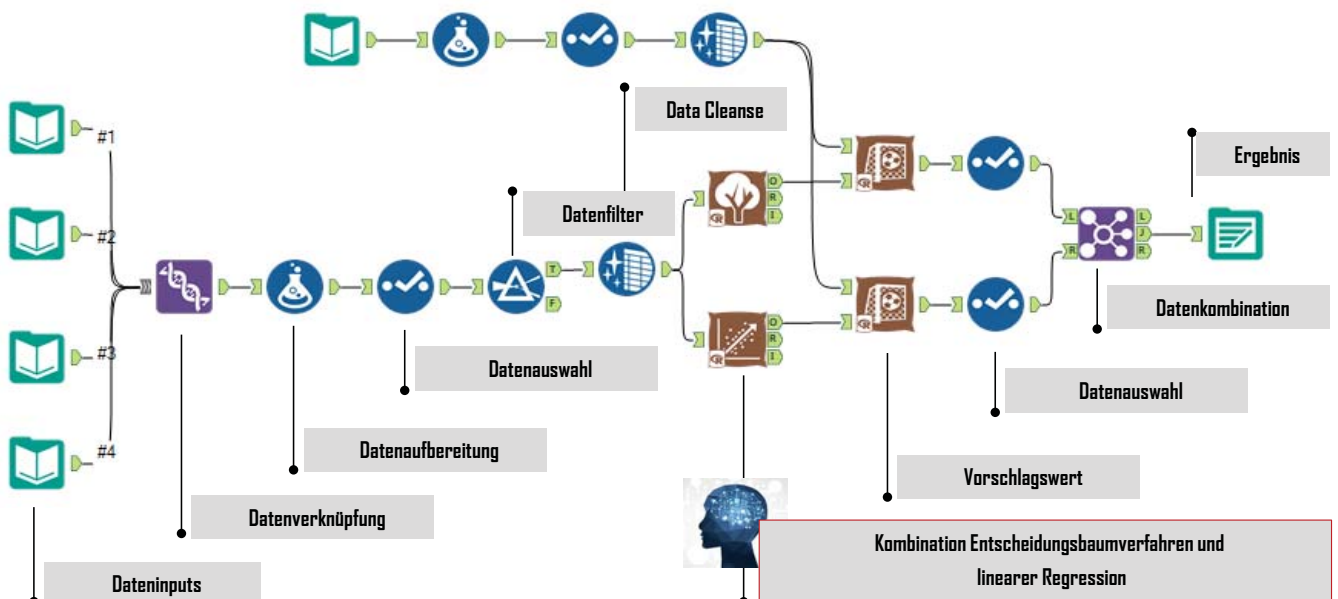 Data Cleanse
#1
Ergebnis
Datenfilter
O
R
I
#2
L
R
L
J
R
T
F
Datenkombination
O
R
I
#3
Datenauswahl
Datenauswahl
#4
Datenaufbereitung
Vorschlagswert
Datenverknüpfung
Kombination Entscheidungsbaumverfahren und
linearer Regression
Dateninputs